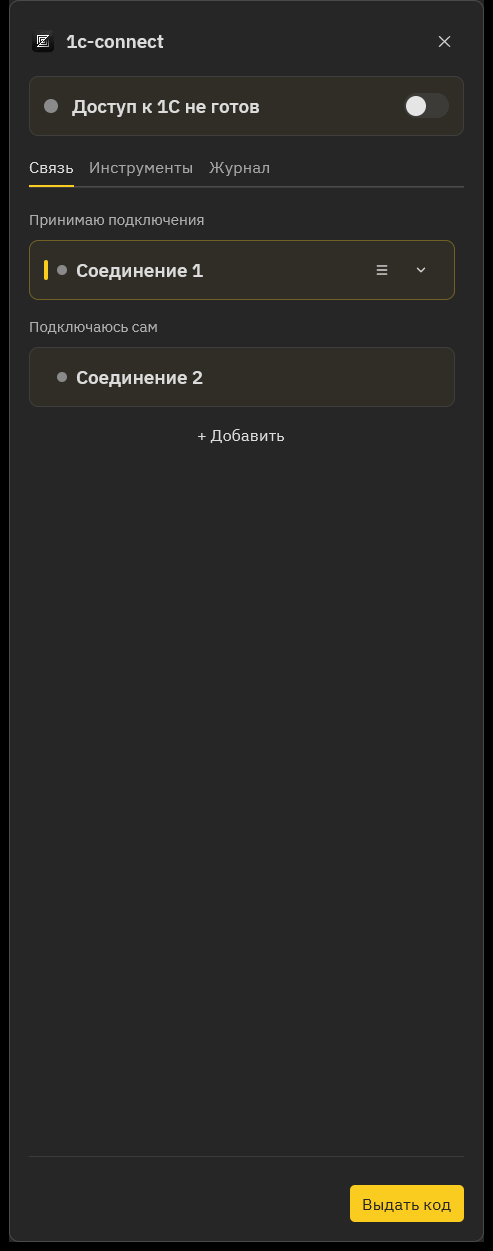 1c-connect
Доступ к 1С не готов
Связь Инструменты Журнал
Принимаю подключения
Соединение 1
Подключаюсь сам
Соединение 2
+ Добавить
Выдать код